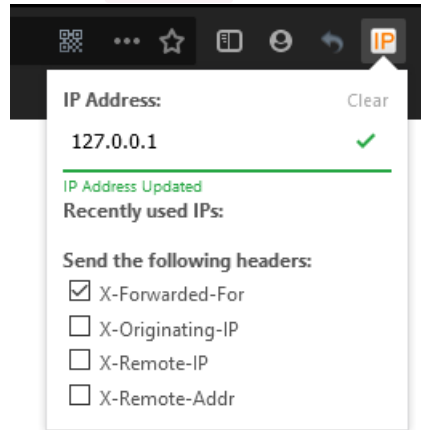 IP
IP Address:
Clear
127.0.0.1
IP Address Updated
Recently used IPs:
Send the following headers:
X-Forwarded-For
X-Originating-IP
X-Remote-IP
X-Remote-Addr